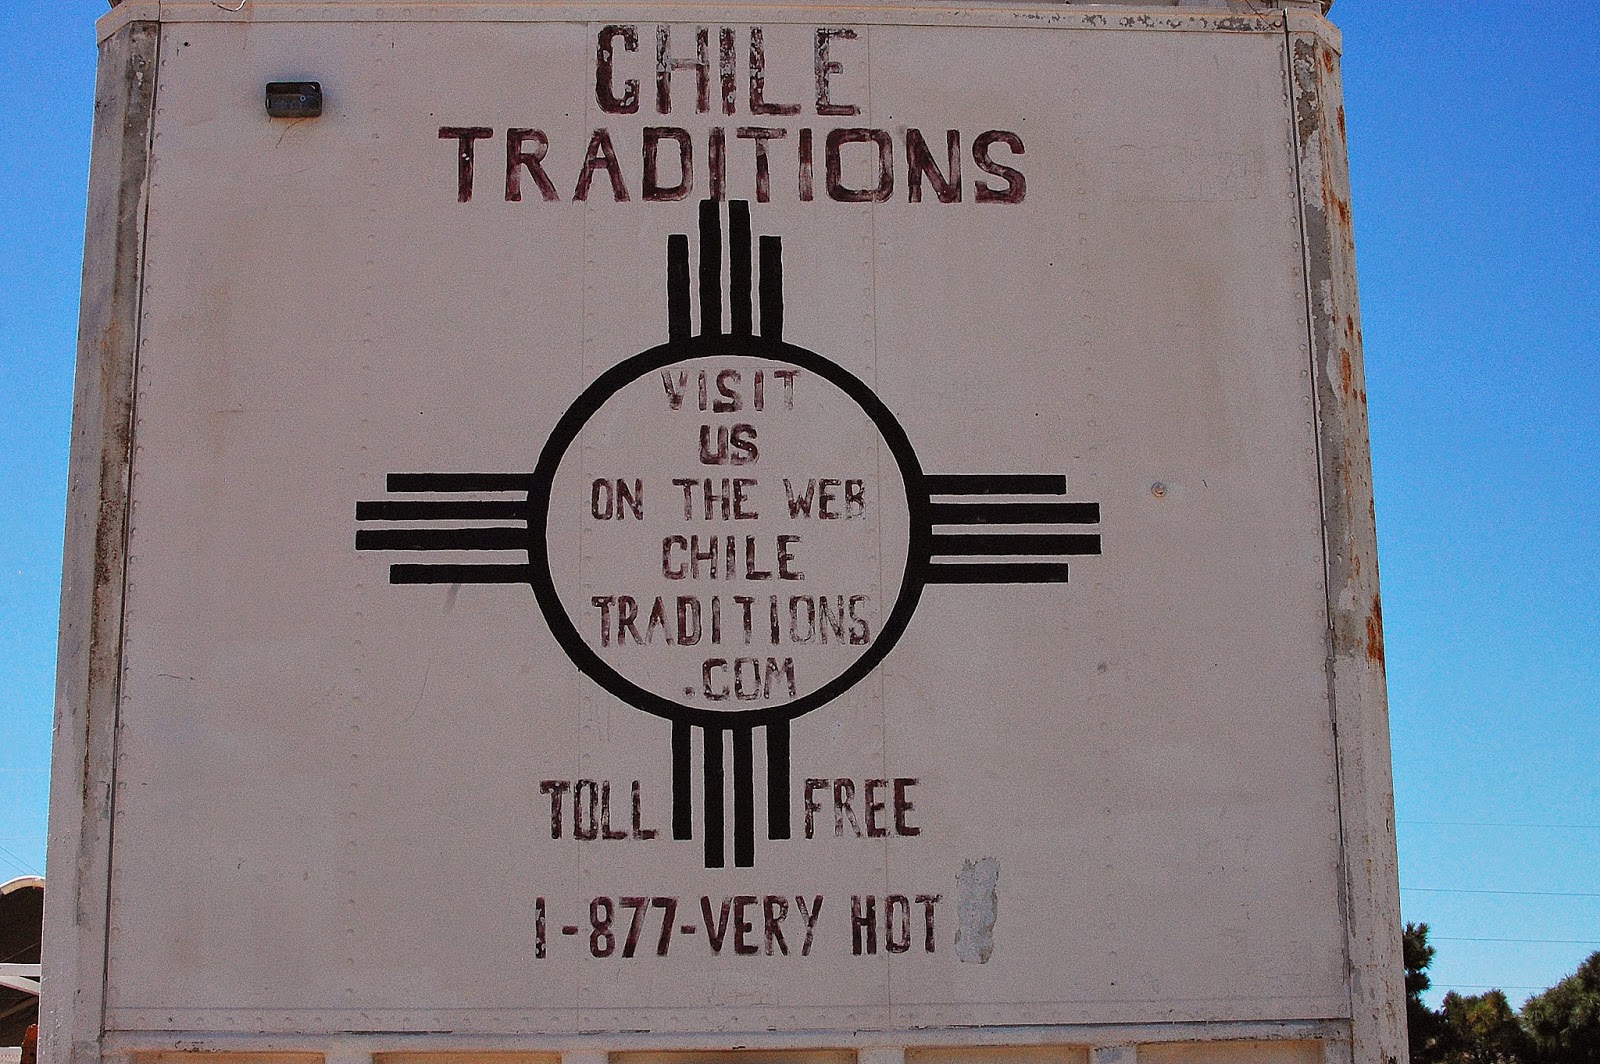 CHILE
TRADITIONS
VISIT
US
ON THE WEB
CHILE
TRADITIONS
.COM
TOLL FREE
1-877-VERY HOT